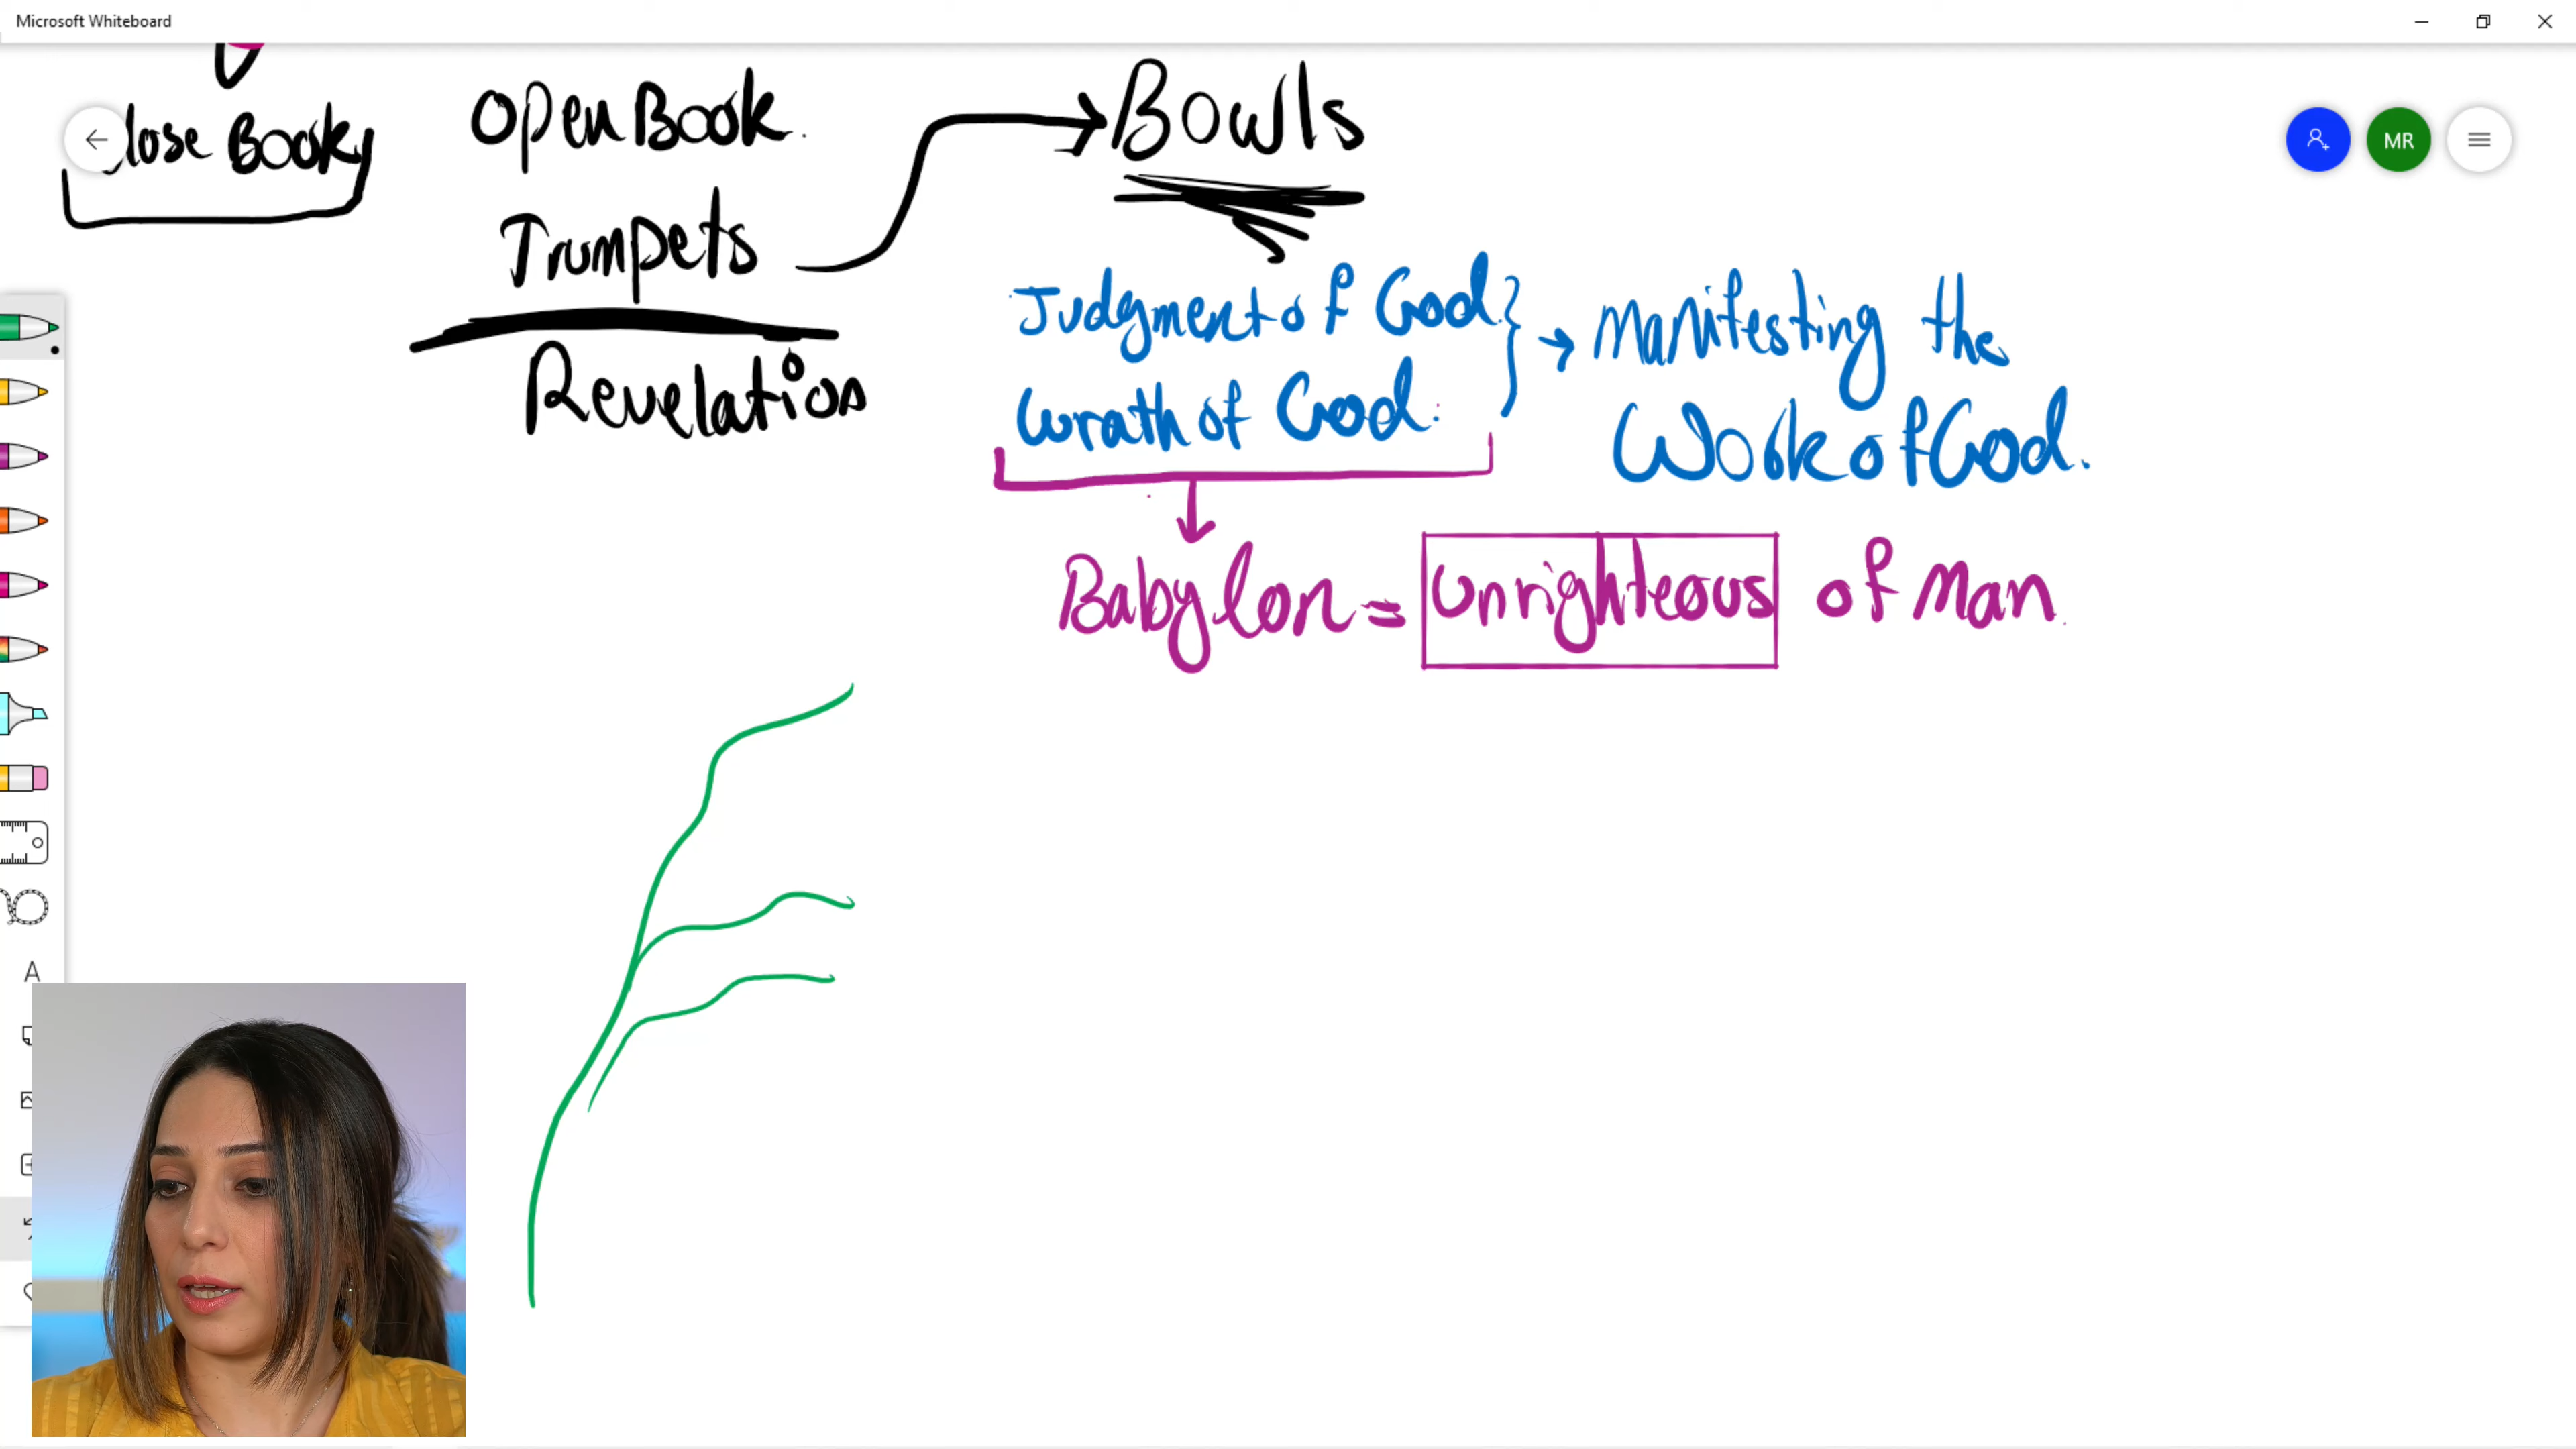 Microsoft Whiteboard
lose Book
Open Book.
Trumpets
Revelation
Bowls
MR
Judgment of God.
Wrath of God.
Manifesting the
Work of God.
Babylon = Unrighteous of Man.
A